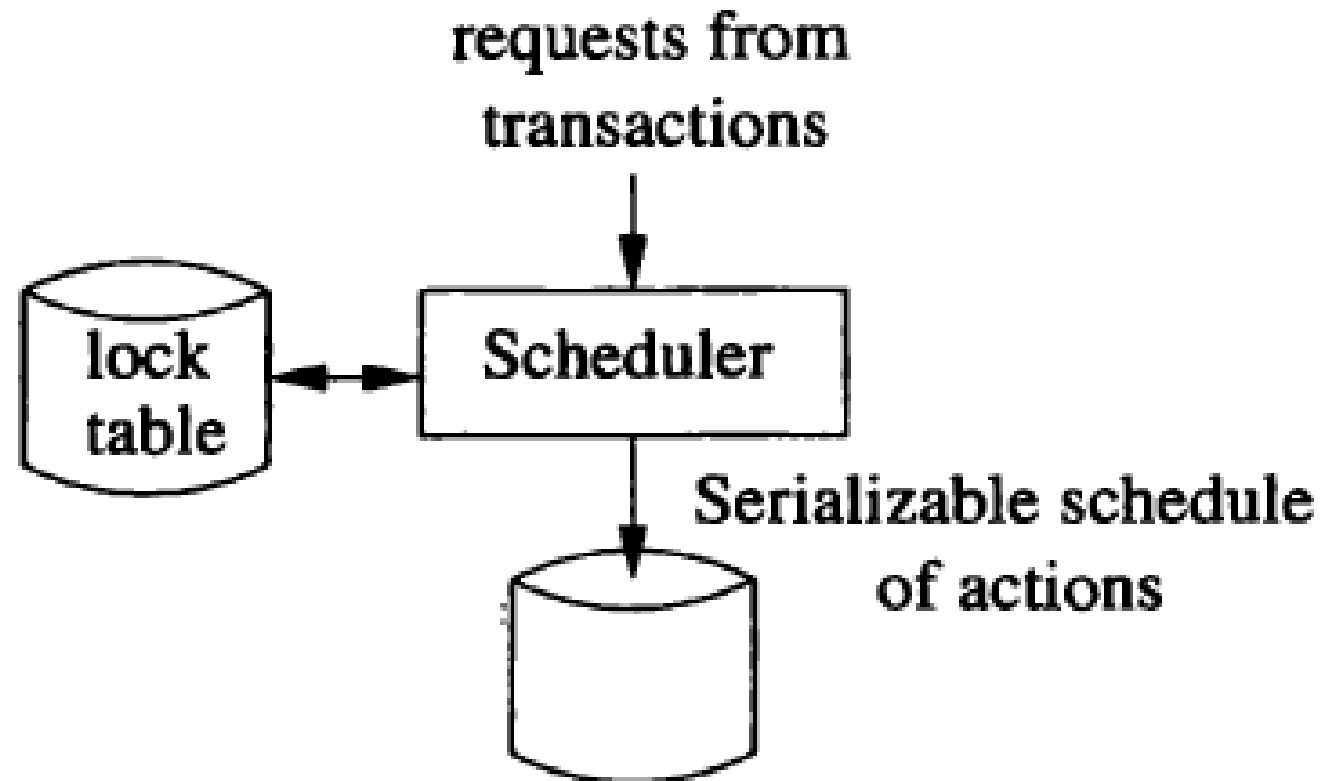 requests from
transactions
lock
table
Scheduler
Serializable schedule
of actions